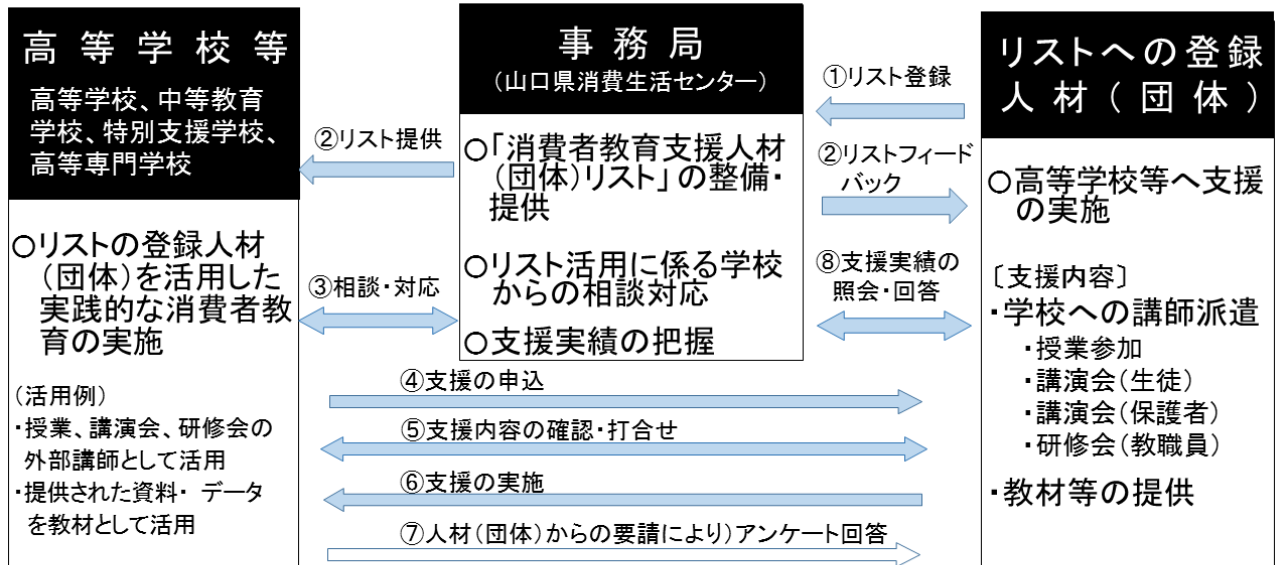 高等学校等
高等学校、中等教育
学校、特別支援学校、
高等専門学校
○リストの登録人材
(団体)を活用した
実践的な消費者教
育の実施
(活用例)
・授業、講演会、研修会の
外部講師として活用
・提供された資料・ データ
を教材として活用
②リスト提供
③相談・対応
事務局
(山口県消費生活センター)
○「消費者教育支援人材
(団体)リスト」の整備・
提供
○リスト活用に係る学校
からの相談対応
○支援実績の把握
①リスト登録
②リストフィード
バック
⑧支援実績の
照会・回答
④支援の申込
⑤支援内容の確認・打合せ
⑥支援の実施
⑦人材(団体)からの要請により)アンケート回答
リストへの登録
人材(団体)
○高等学校等へ支援
の実施
〔支援内容〕
・学校への講師派遣
・授業参加
・講演会(生徒)
・講演会(保護者)
・研修会(教職員)
・教材等の提供